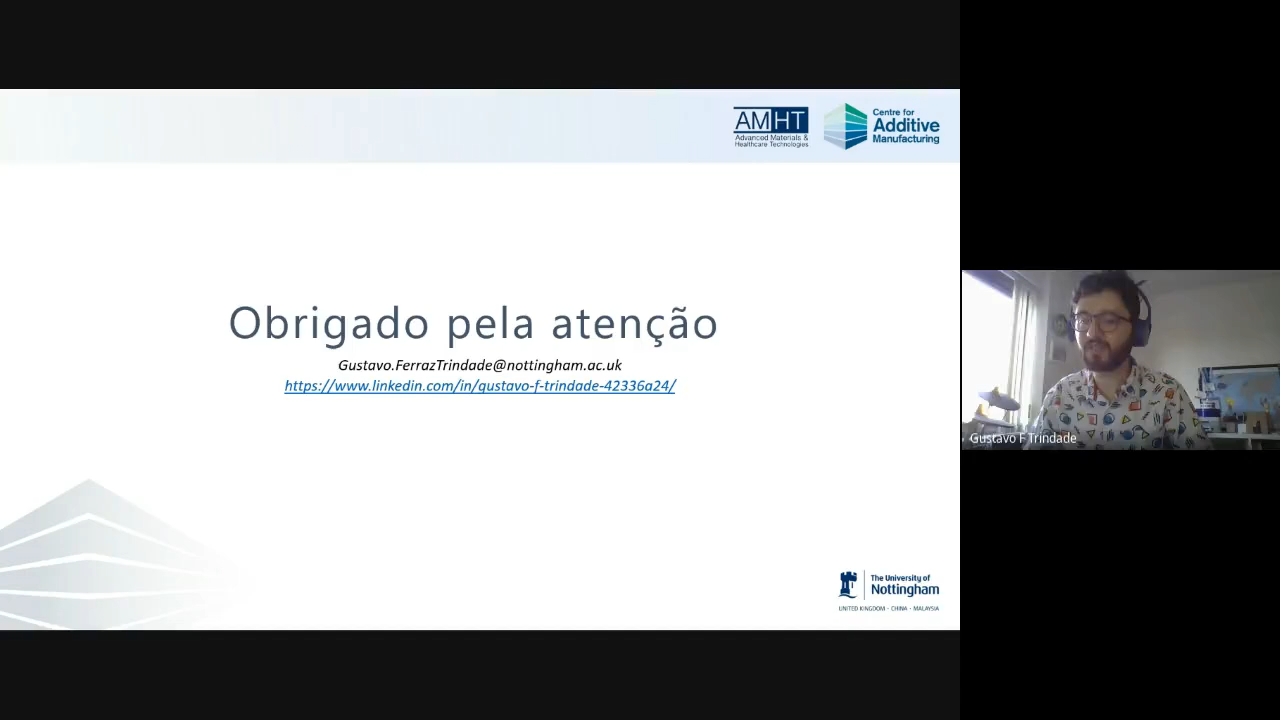 AMHT
Advanced Materials &
Healthcare Technologies
Centre for
Additive
Manufacturing
Obrigado pela atenção
Gustavo.FerrazTrindade@nottingham.ac.uk
https://www.linkedin.com/in/gustavo-f-trindade-42336a24/
Gustavo F Trindade
The University of
Nottingham
UNITED KINGDOM · CHINA · MALAYSIA